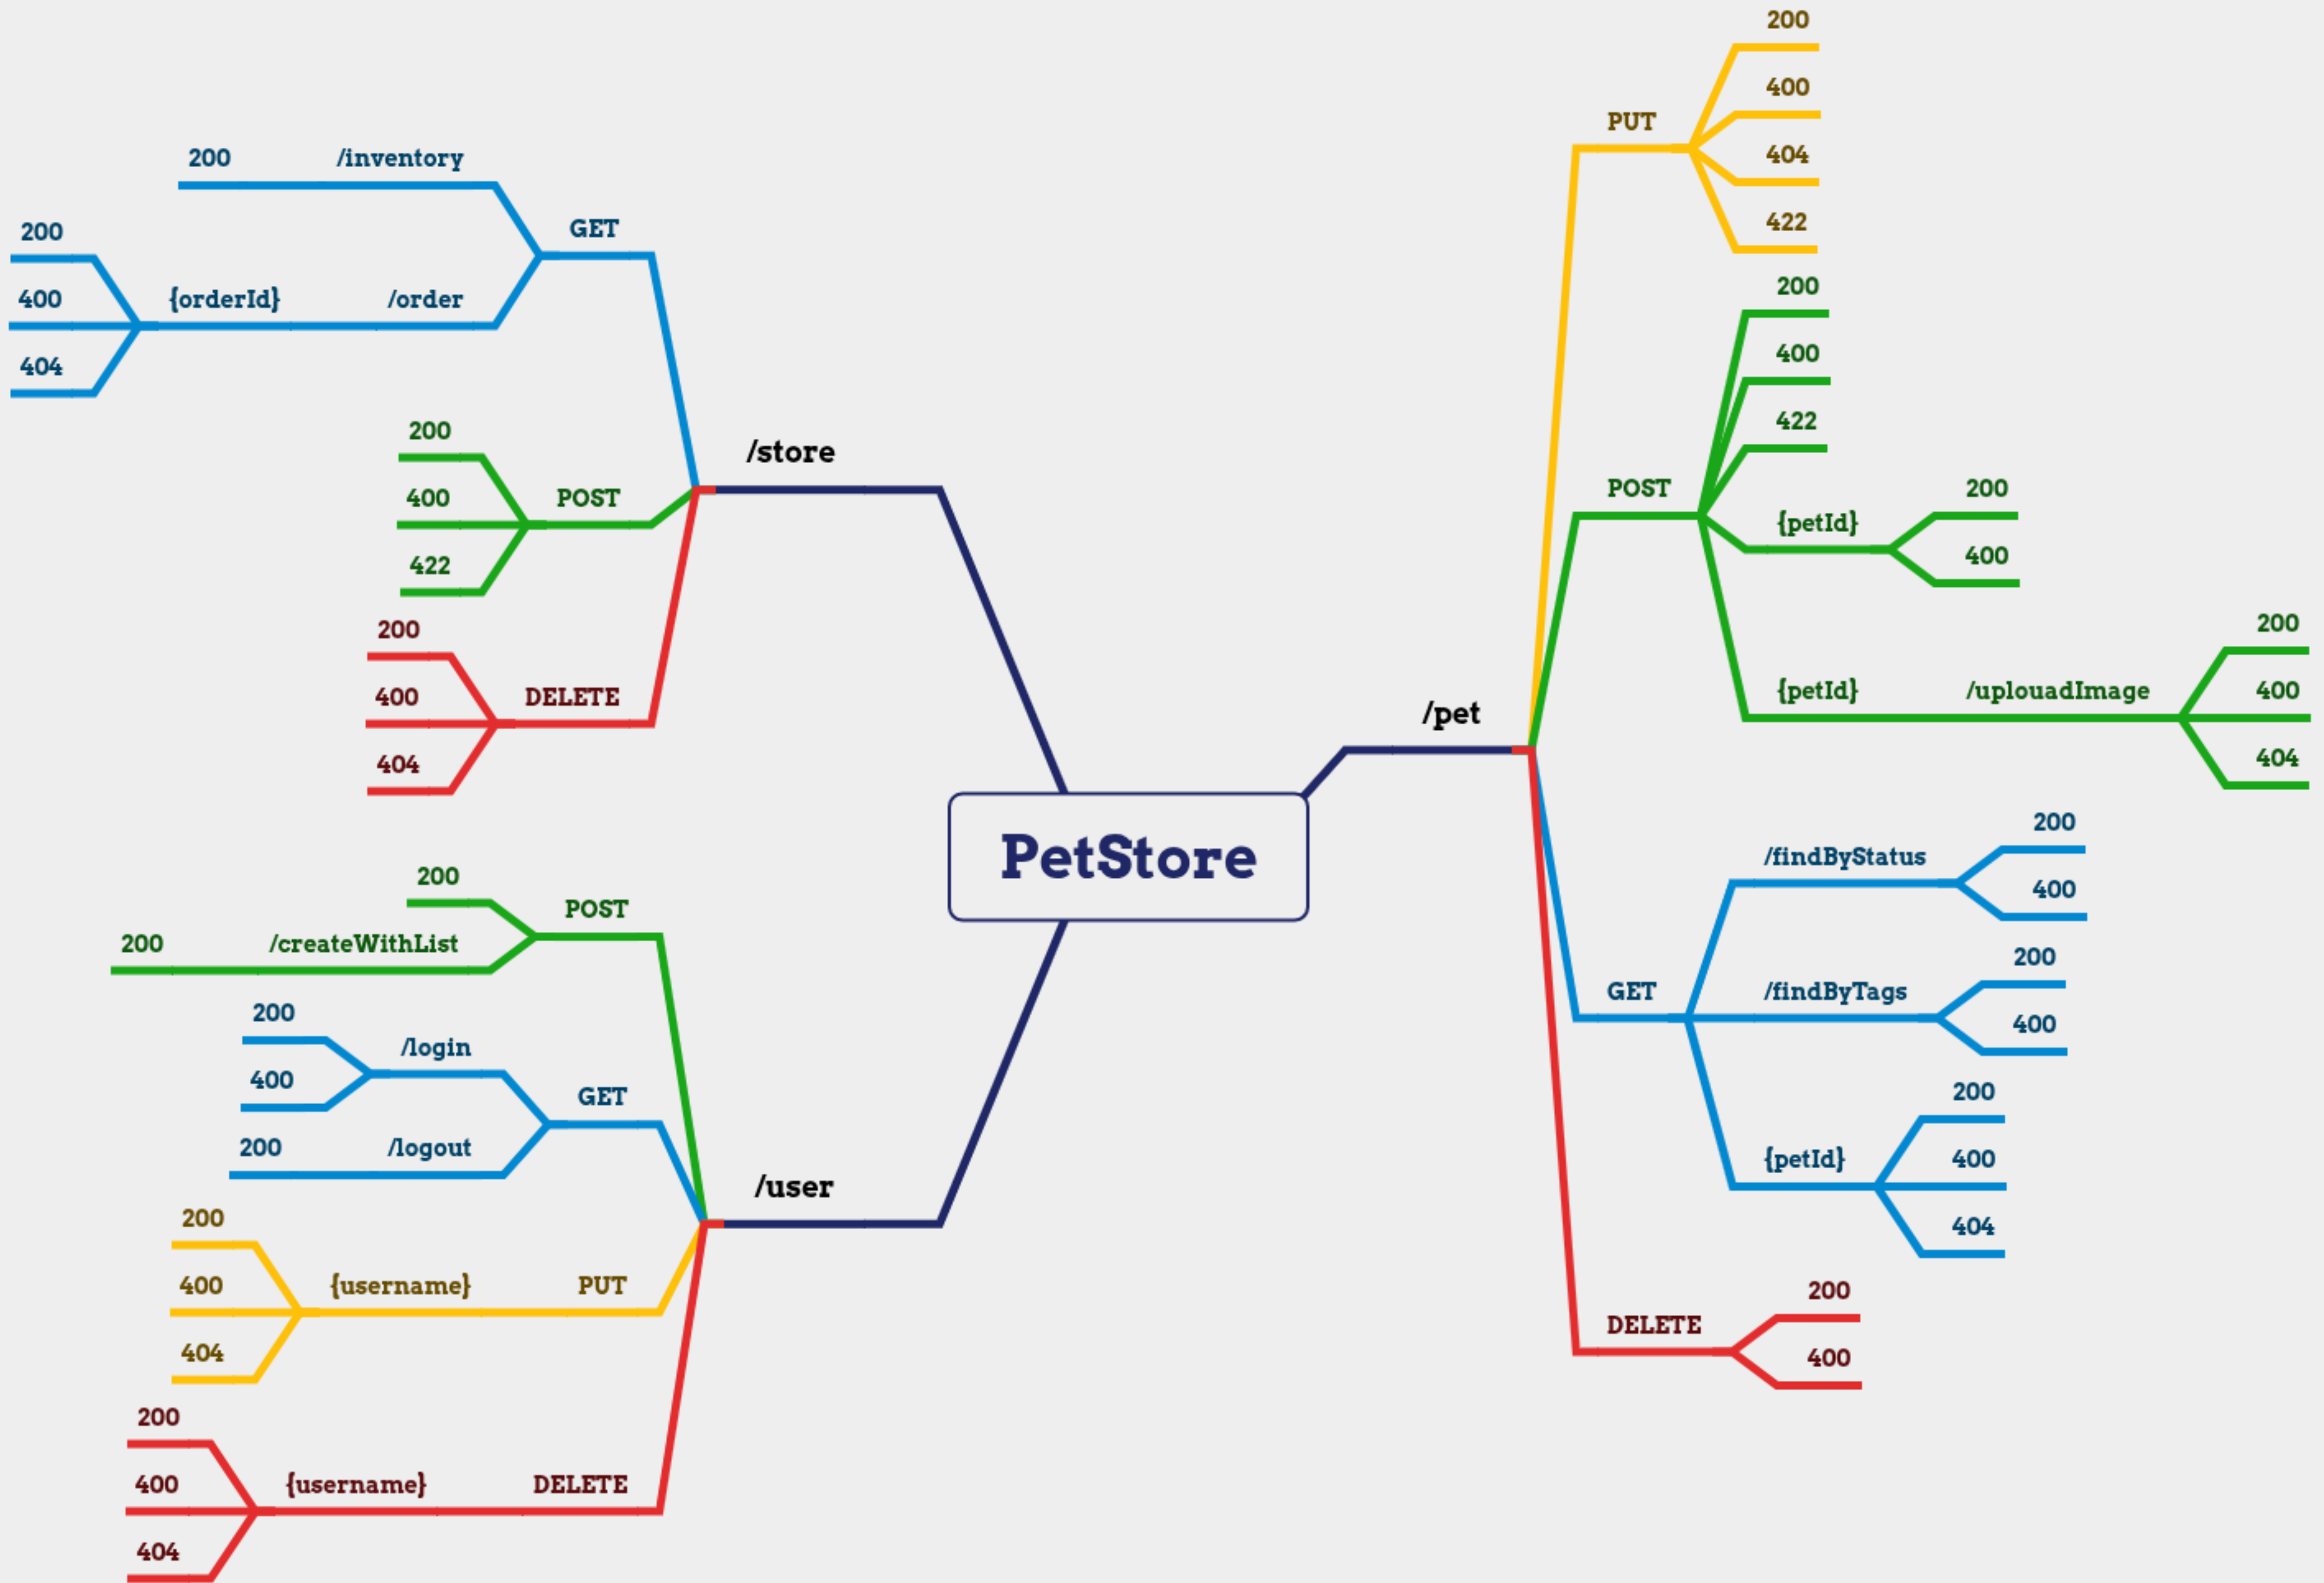 PetStore
/store
GET
/inventory
200
/order
{orderId}
200
400
404
POST
200
400
422
DELETE
200
400
404
/user
POST
200
/createWithList
200
GET
/login
200
400
/logout
200
PUT
{username}
200
400
404
DELETE
{username}
200
400
404
/pet
PUT
200
400
404
422
POST
200
400
422
{petId}
200
400
{petId}
/uplouadImage
200
400
404
GET
/findByStatus
200
400
/findByTags
200
400
{petId}
200
400
404
DELETE
200
400